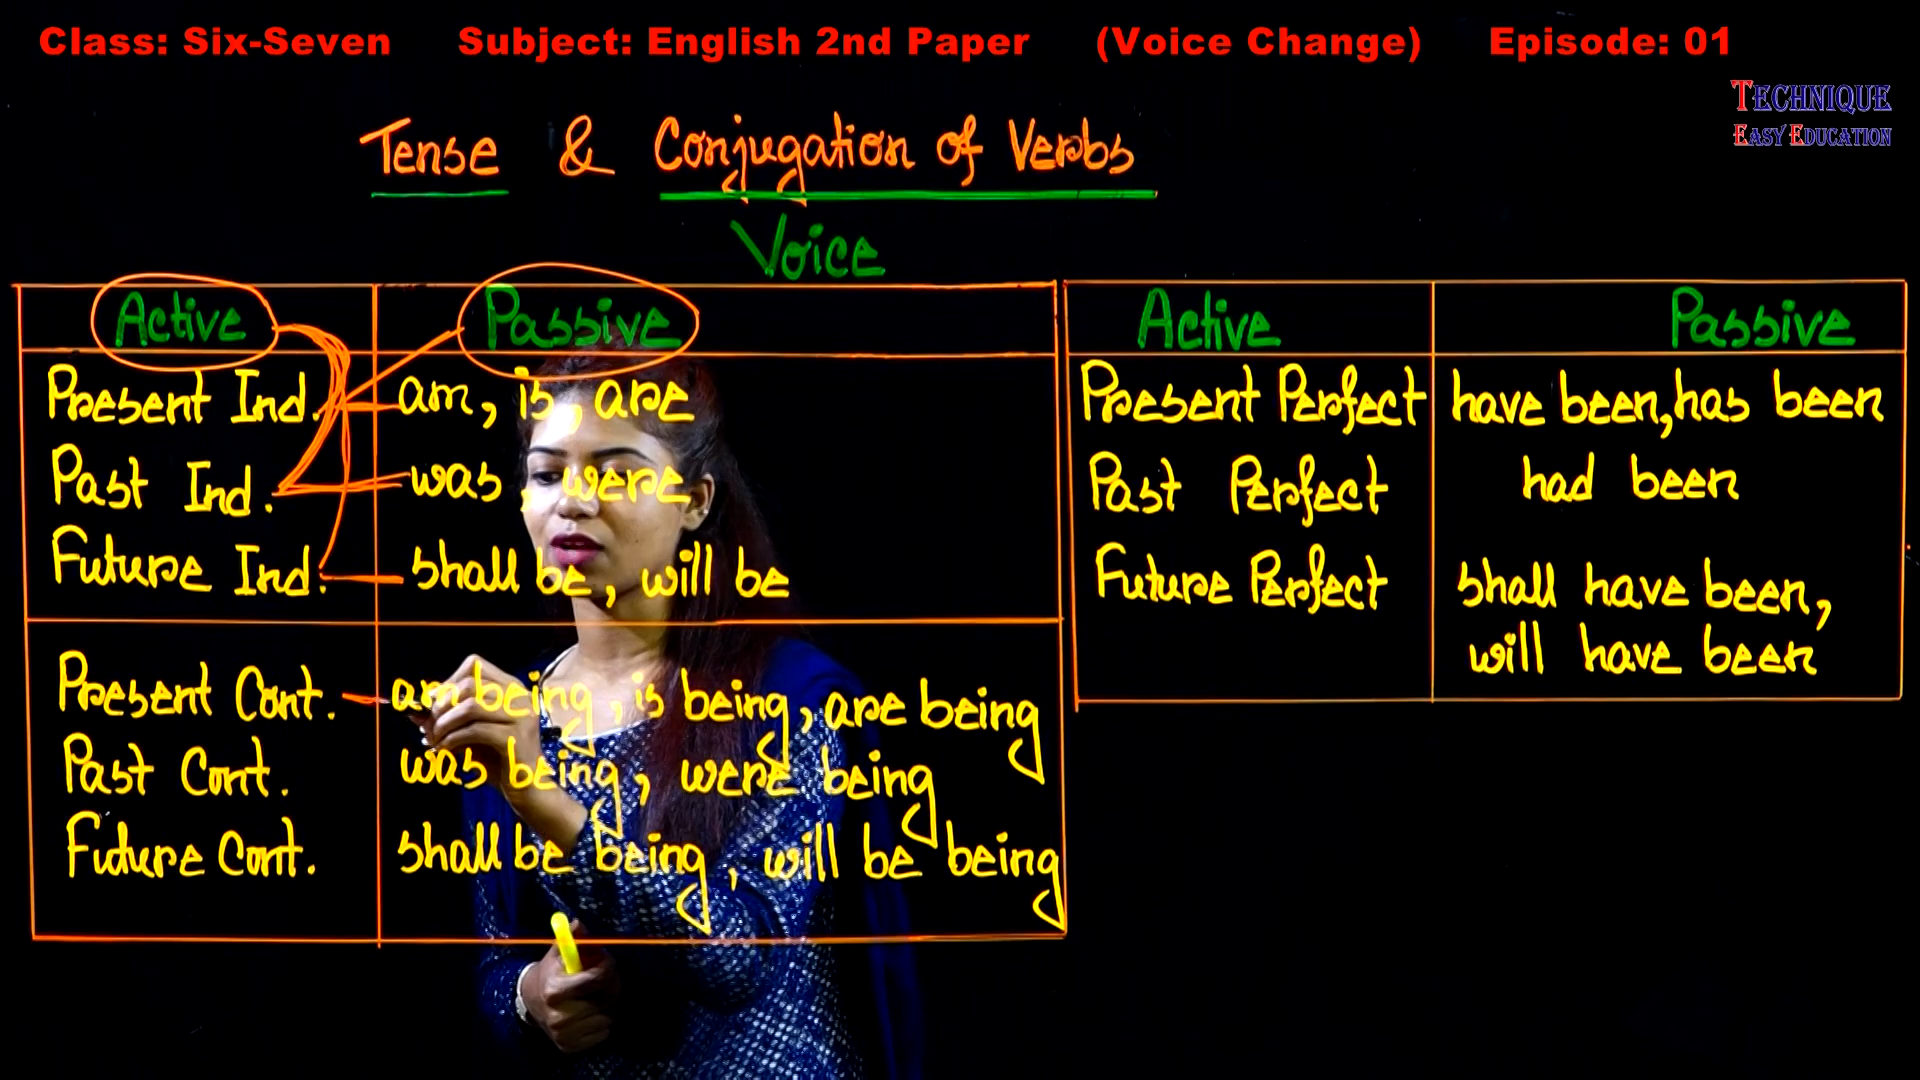 Class: Six-Seven Subject: English 2nd Paper (Voice Change) Episode: 01
TECHNIQUE
EASY EDUCATION
Tense & Conjugation of Verbs
Voice
Active Passive
Present Ind. am, is, are
Past Ind. was, were
Future Ind. shall be, will be
Present Cont. am being, is being, are being
Past Cont. was being, were being
Future Cont. shall be being, will be being
Active Passive
Present Perfect have been, has been
Past Perfect had been
Future Perfect shall have been,
will have been